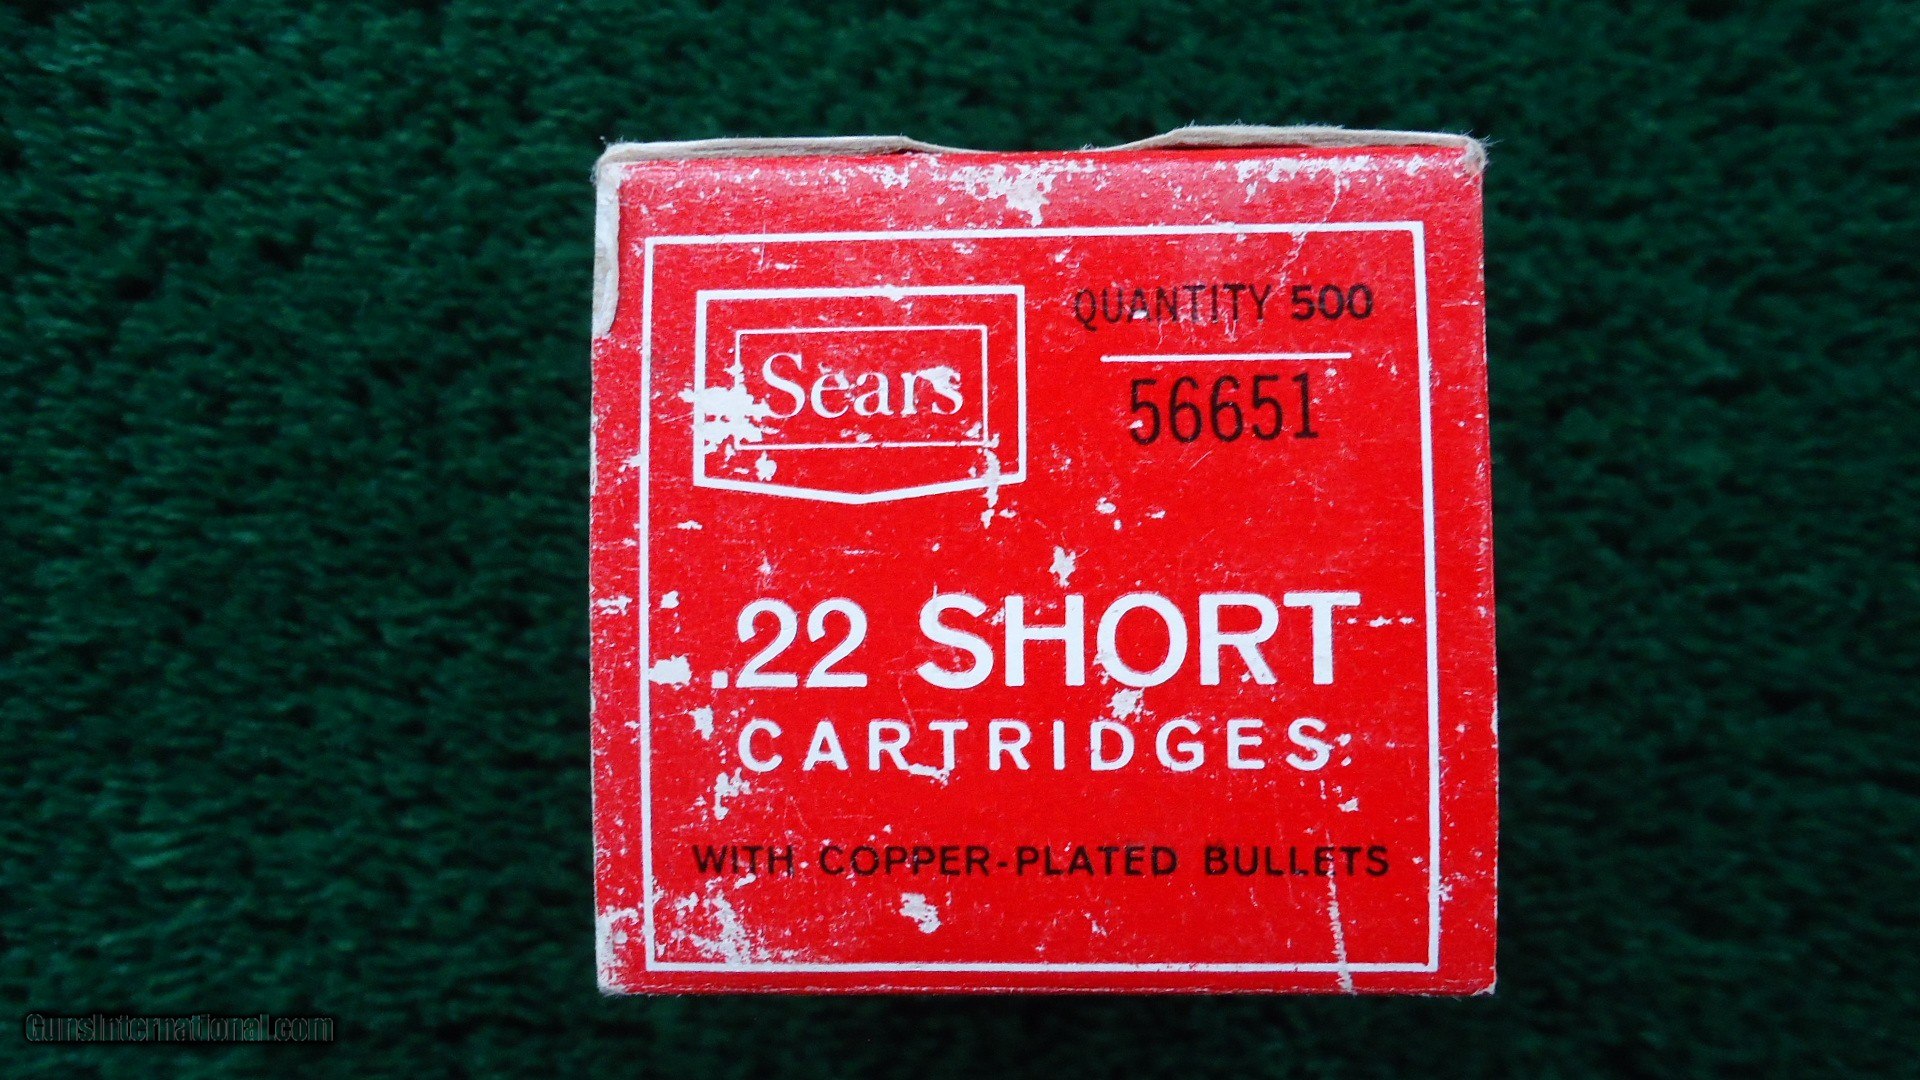 Sears
QUANTITY 500
56651
.22 SHORT
CARTRIDGES
WITH COPPER-PLATED BULLETS
GunsInternational.com